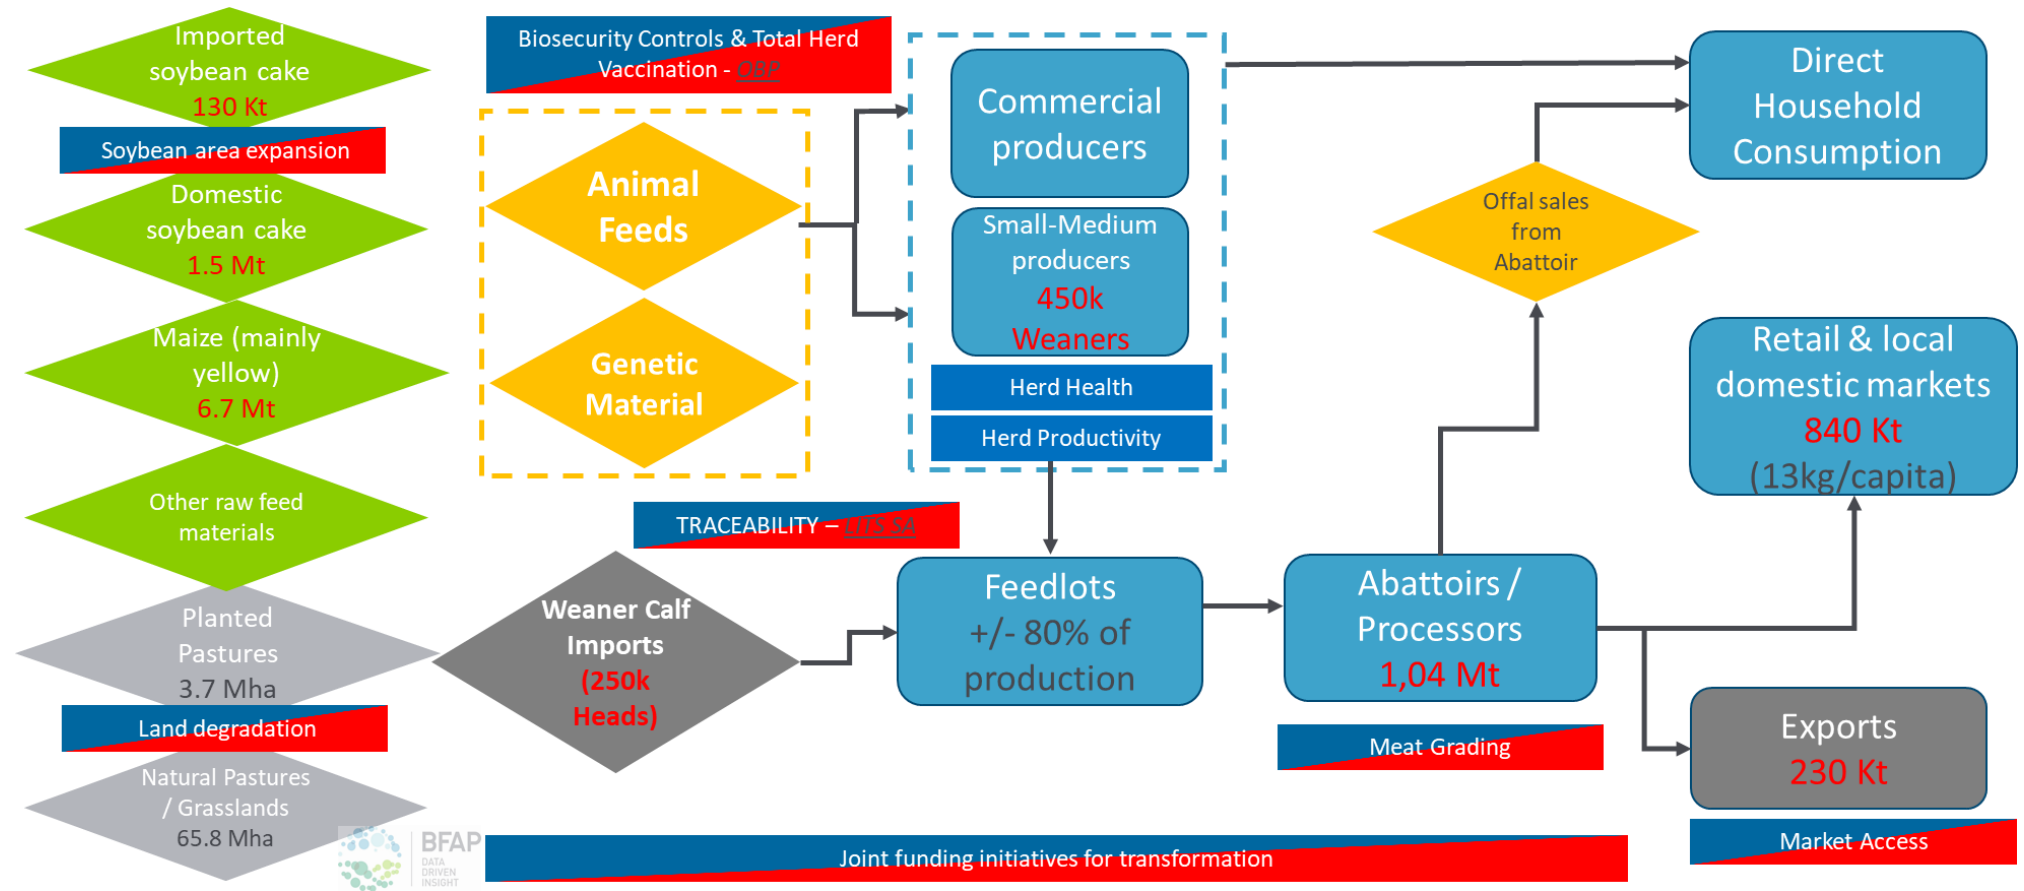 Imported
soybean cake
130 Kt
Soybean area expansion
Domestic
soybean cake
1.5 Mt
Maize (mainly
yellow)
6.7 Mt
Other raw feed
materials
Planted
Pastures
3.7 Mha
Land degradation
Natural Pastures
/ Grasslands
65.8 Mha
Biosecurity Controls & Total Herd
Vaccination - OBP
Animal
Feeds
Genetic
Material
TRACEABILITY – LITS SA
Weaner Calf
Imports
(250k
Heads)
Commercial
producers
Small-Medium
producers
450k
Weaners
Herd Health
Herd Productivity
Feedlots
+/- 80% of
production
Abattoirs /
Processors
1,04 Mt
Meat Grading
Offal sales
from
Abattoir
Direct
Household
Consumption
Retail & local
domestic markets
840 Kt
(13kg/capita)
Exports
230 Kt
Market Access
Joint funding initiatives for transformation
BFAP
DATA
DRIVEN
INSIGHT